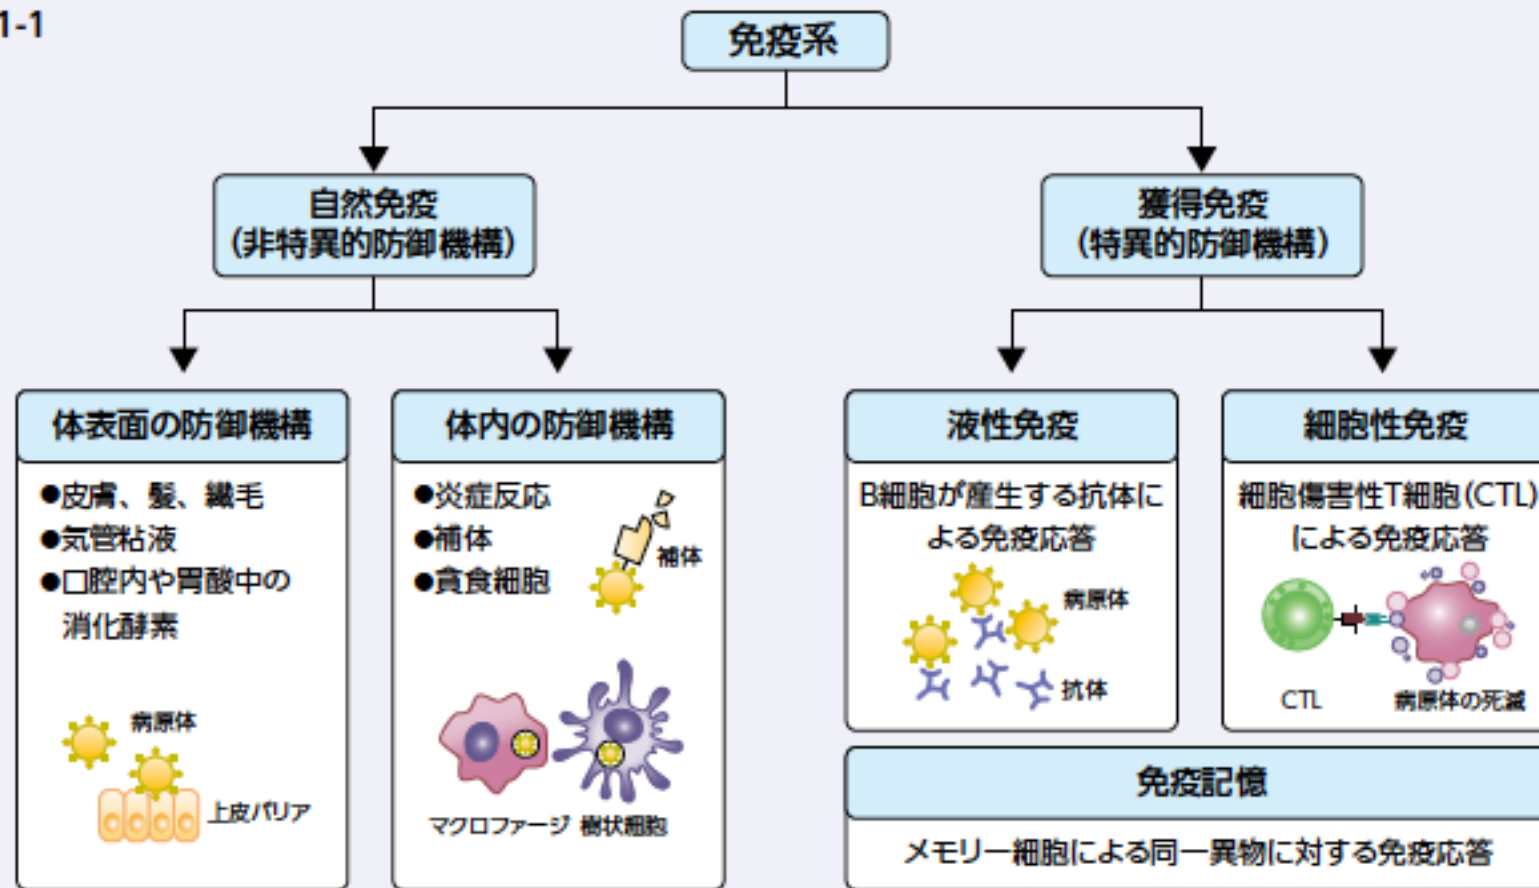 1-1
免疫系
自然免疫
（非特異的防御機構）
獲得免疫
（特異的防御機構）
体表面の防御機構
●皮膚、髪、繊毛
●気管粘液
●口腔内や胃酸中の
消化酵素
病原体
上皮バリア
体内の防御機構
●炎症反応
●補体
●貪食細胞
補体
マクロファージ 樹状細胞
液性免疫
B細胞が産生する抗体に
よる免疫応答
病原体
抗体
細胞性免疫
細胞傷害性T細胞（CTL）
による免疫応答
CTL 病原体の死滅
免疫記憶
メモリー細胞による同一異物に対する免疫応答